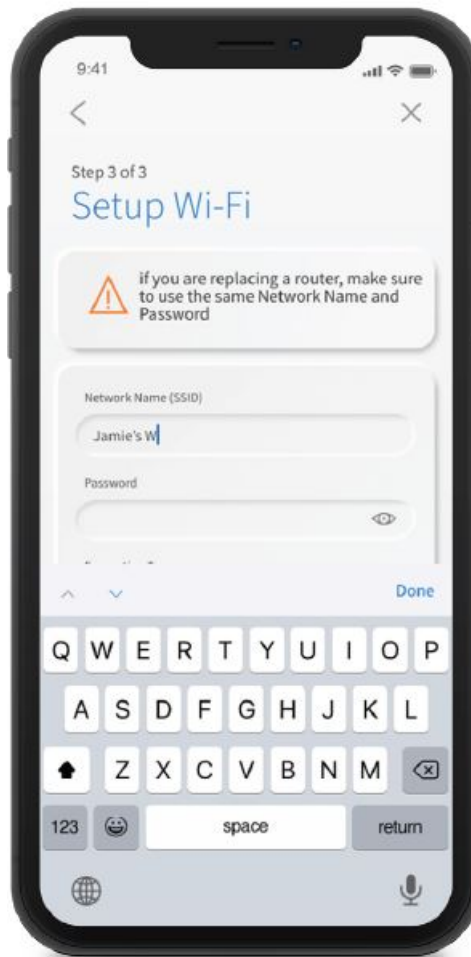 9:41
Step 3 of 3
Setup Wi-Fi
if you are replacing a router, make sure
to use the same Network Name and
Password
Network Name (SSID)
Jamie's W
Password
Done
Q W E R T Y U I O P
A S D F G H J K L
Z X C V B N M
123 space return